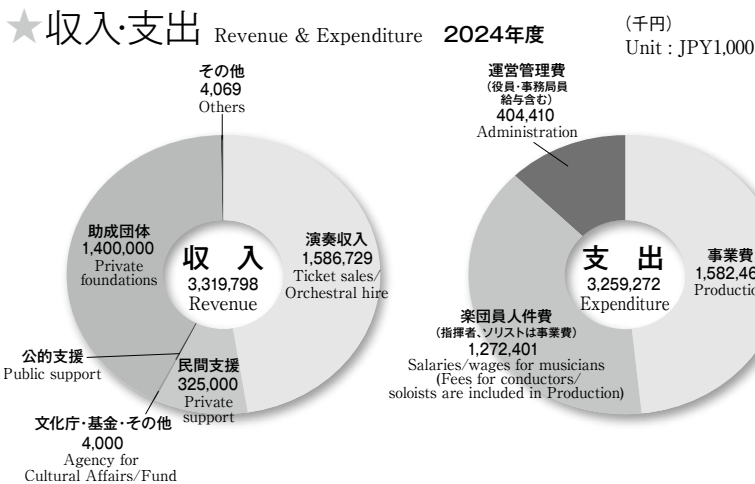 ★収入・支出 Revenue & Expenditure 2024年度
(千円)
Unit : JPY1,000
その他
4,069
Others
助成団体
1,400,000
Private
foundations
収 入
3,319,798
Revenue
演奏収入
1,586,729
Ticket sales/
Orchestral hire
公的支援
Public support
民間支援
325,000
Private
support
文化庁・基金・その他
4,000
Agency for
Cultural Affairs/Fund
運営管理費
(役員・事務局員
給与含む)
404,410
Administration
支 出
3,259,272
Expenditure
事業費
楽団員人件費
(指揮者、ソリストは事業費)
1,272,401
Salaries/wages for musicians
(Fees for conductors/
soloists are included in Production)